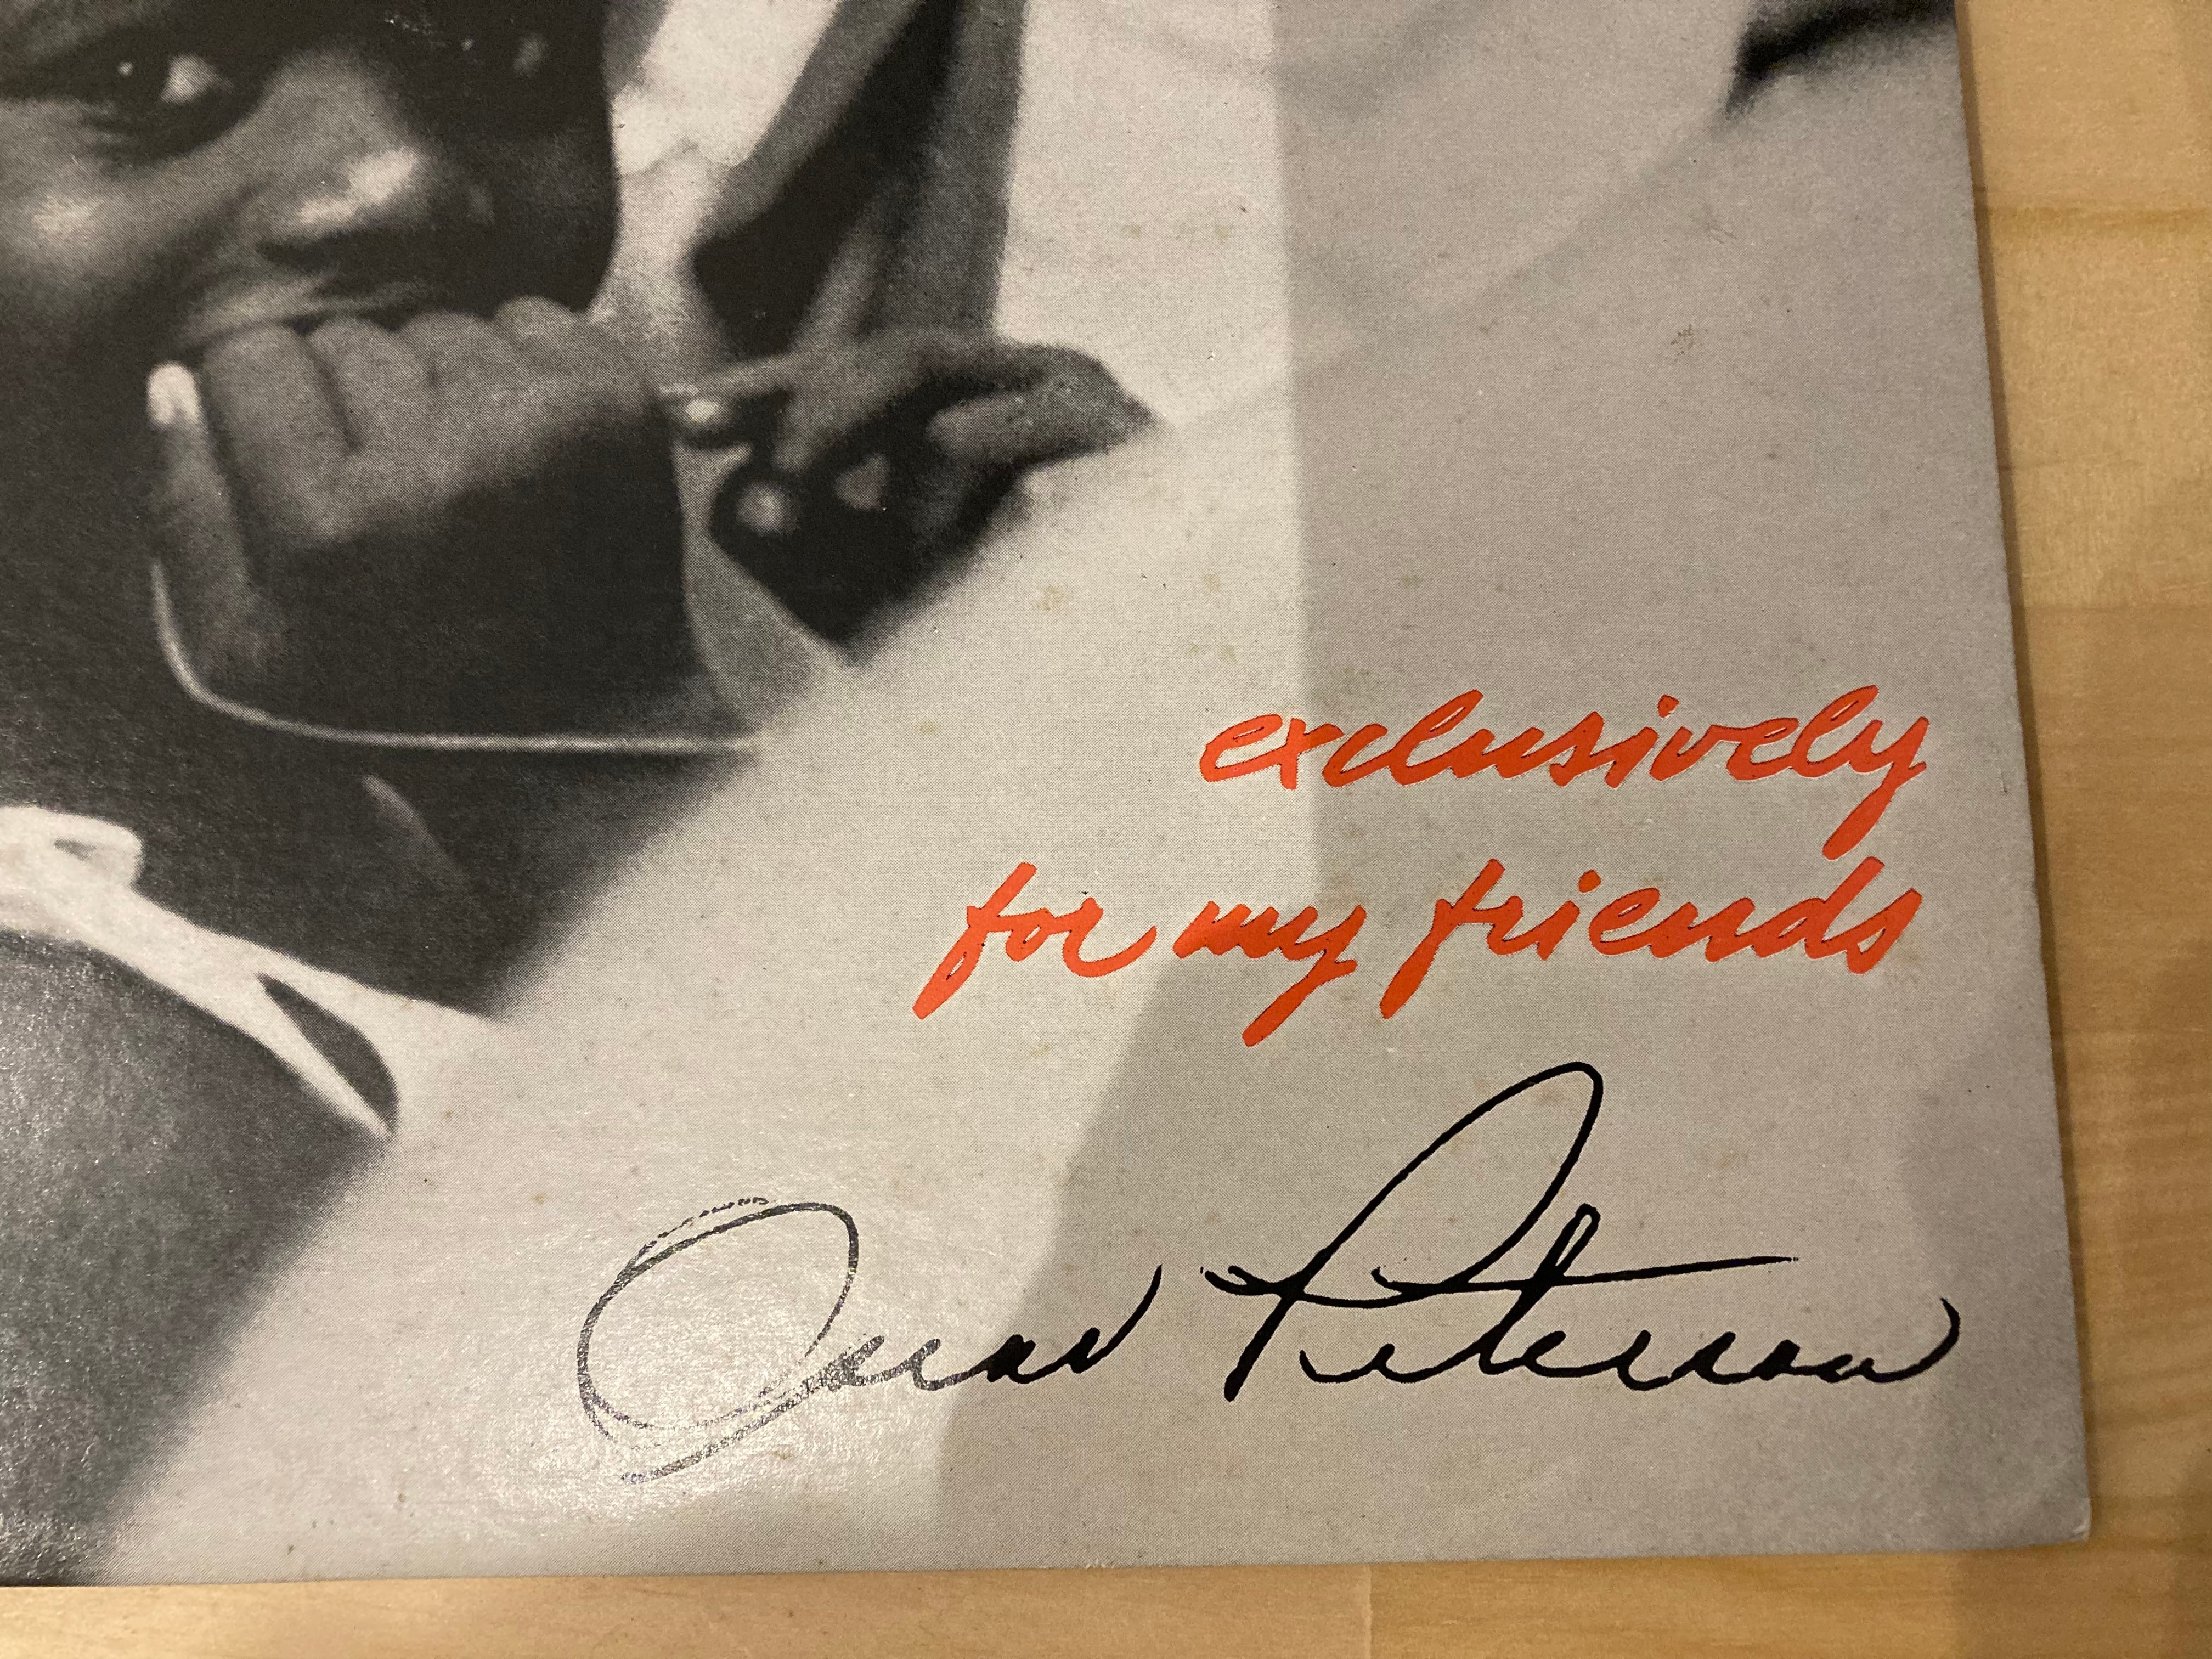 exclusively
for my friends
Oscar Peterson